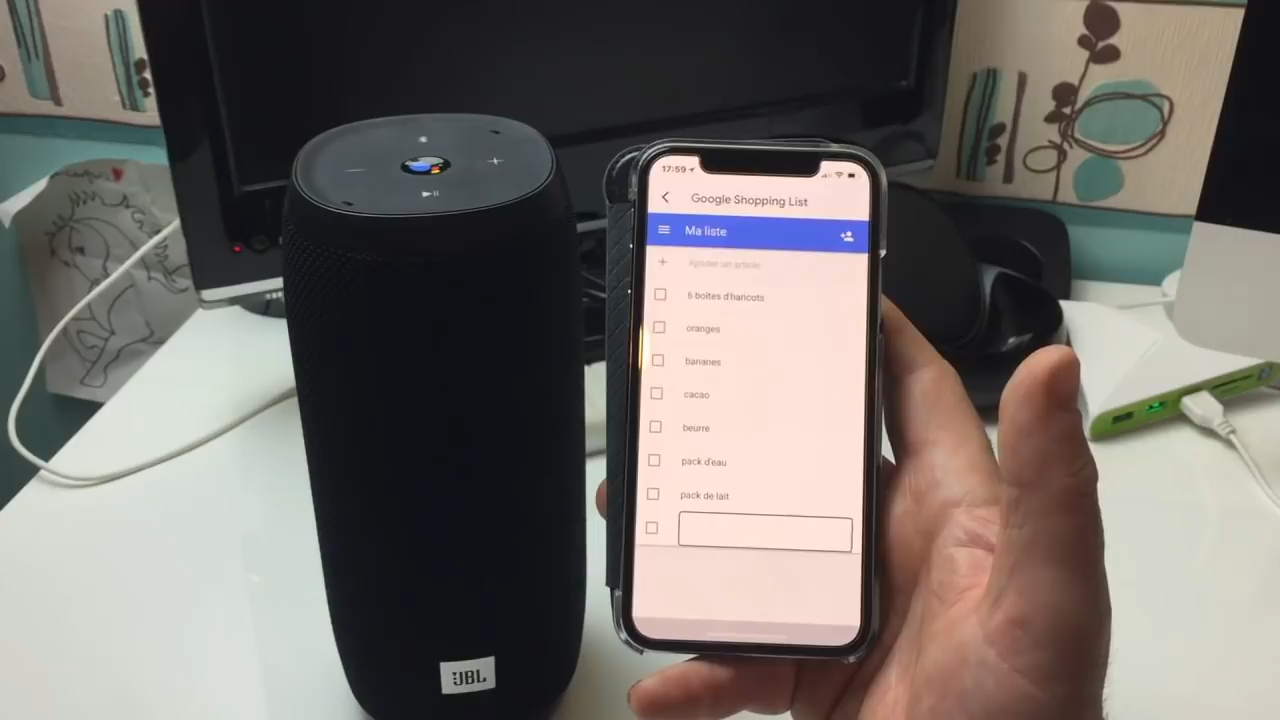 17:59
Google Shopping List
Ma liste
Ajouter un article
6 boîtes d'haricots
oranges
bananes
cacao
beurre
pack d'eau
pack de lait
JBL